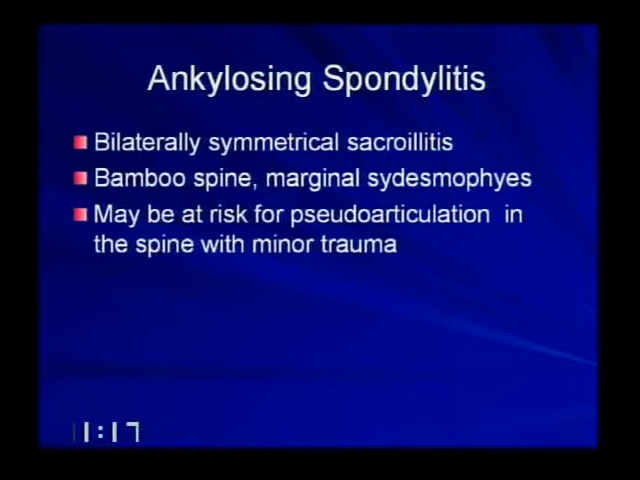 Ankylosing Spondylitis
Bilaterally symmetrical sacroillitis
Bamboo spine, marginal sydesmophyes
May be at risk for pseudoarticulation in
the spine with minor trauma
1:17